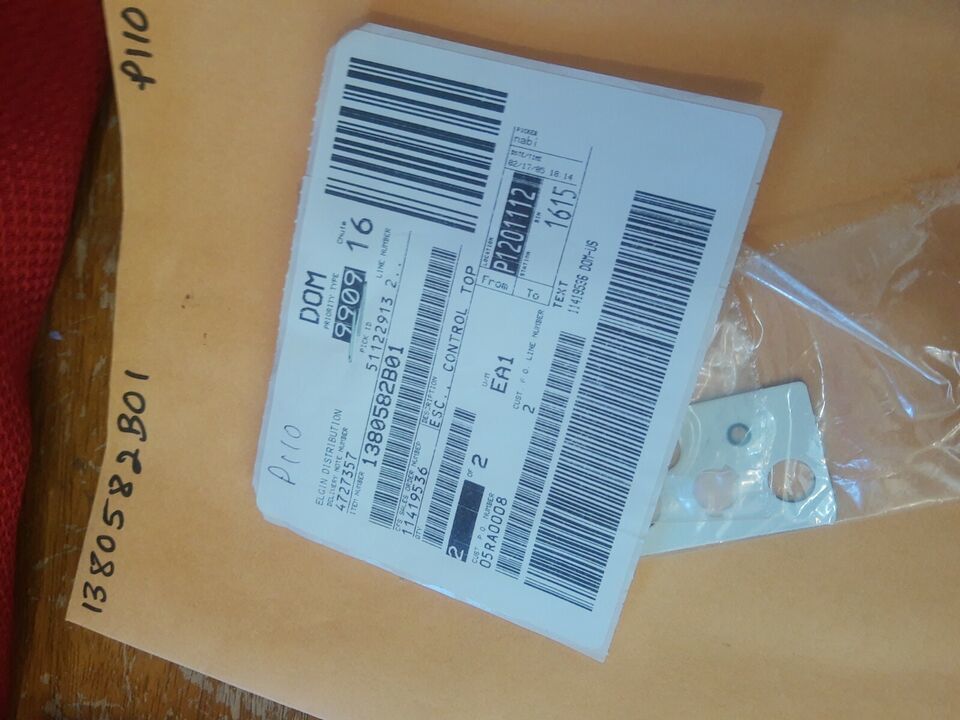 P110
1380582B01
P110
ELGIN DISTRIBUTION
DELIVERY NOTE NUMBER
4727357
ITEM NUMBER
1380582B01
DOM
PRIORITY TYPE
9909
Chute 16
PICK ID
51122913 2 ..
LINE NUMBER
CFS SALES ORDER NUMBER
11419536
DESCRIPTION
ESC., CONTROL TOP
QTY
2 OF 2
U/M
EA1
CUST. P.O. NUMBER
05RA0008
CUST. P.O. LINE NUMBER
2
PICKER
nabi
DATE/TIME
02/17/05 18 14
LOCATION
From P1201112
STATION
BIN
To 1615
TEXT
11419536 DOM-US